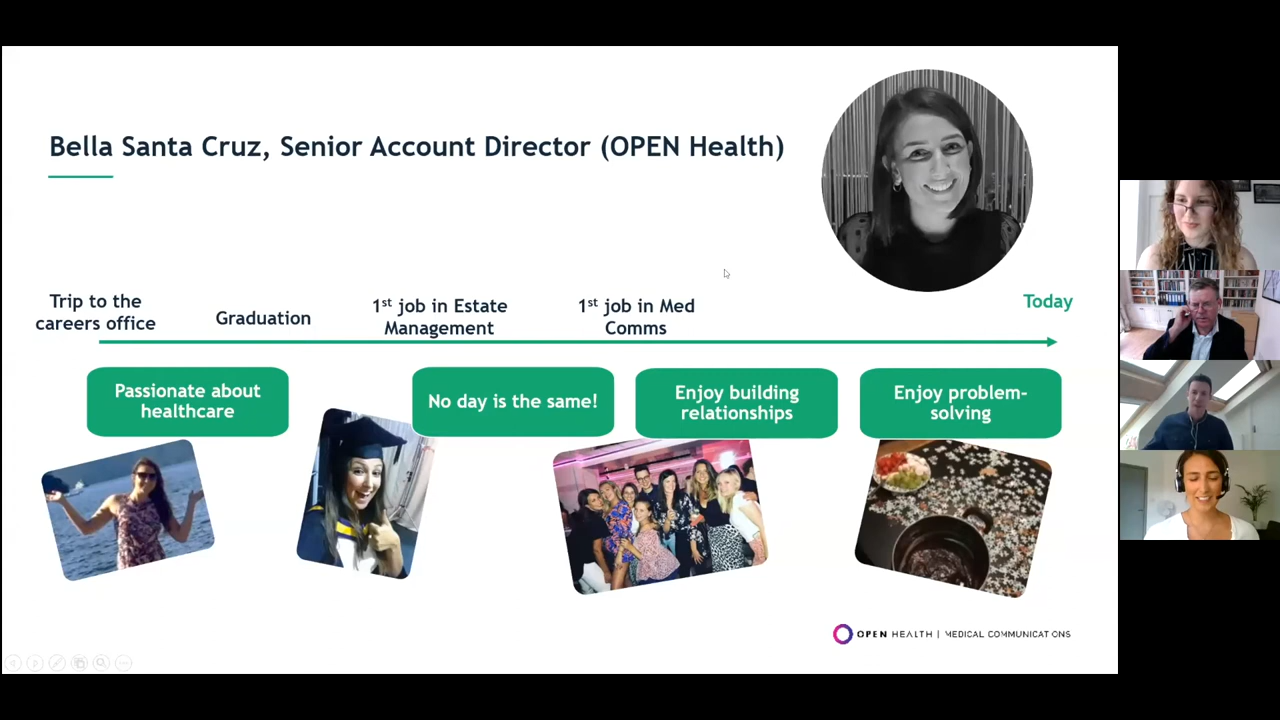 Bella Santa Cruz, Senior Account Director (OPEN Health)
Trip to the
careers office
Graduation
1st job in Estate
Management
1st job in Med
Comms
Today
Passionate about
healthcare
No day is the same!
Enjoy building
relationships
Enjoy problem-
solving
OPEN HEALTH | MEDICAL COMMUNICATIONS